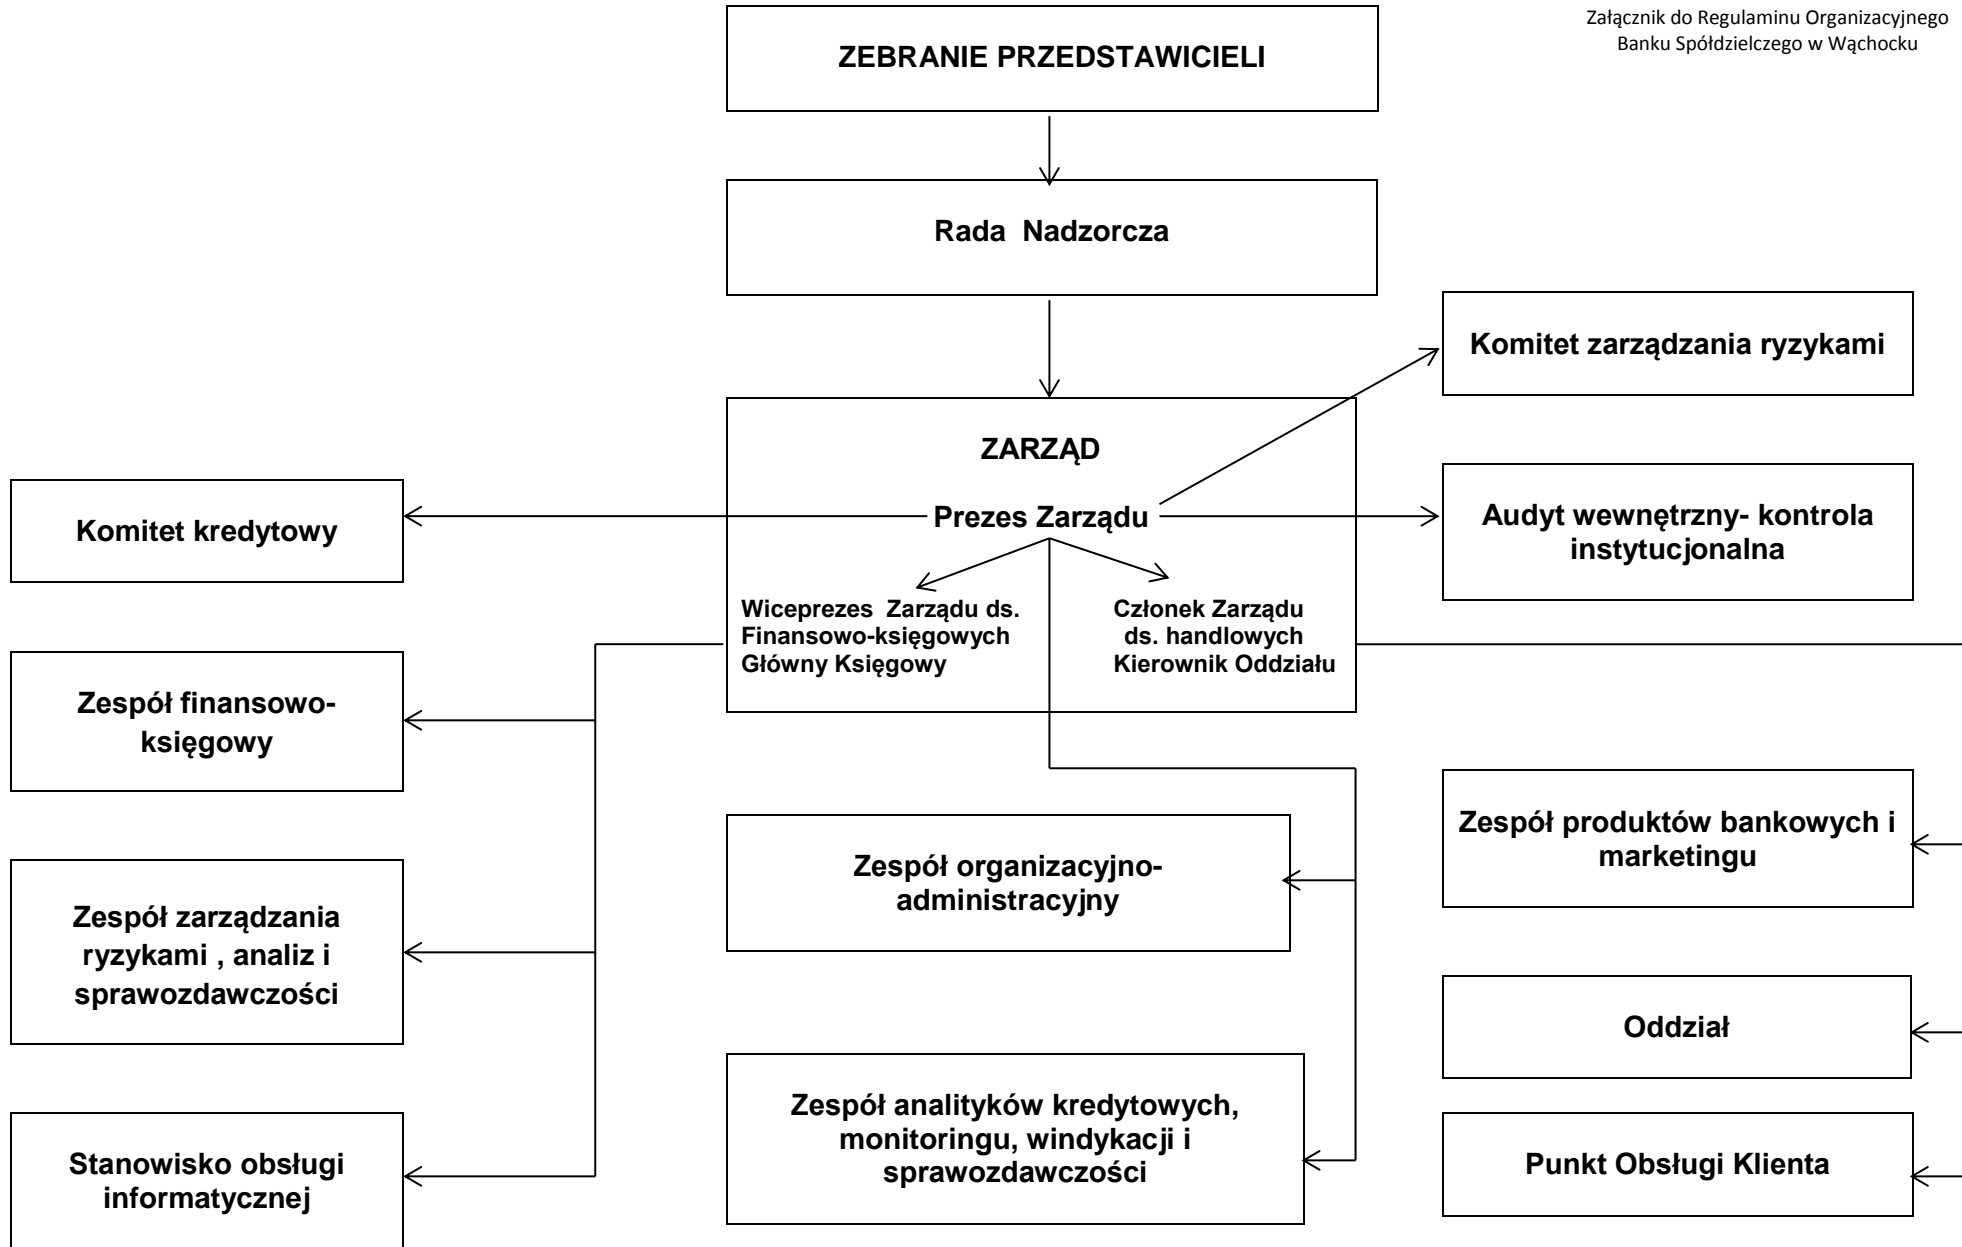 Załącznik do Regulaminu Organizacyjnego
Banku Spółdzielczego w Wąchocku
ZEBRANIE PRZEDSTAWICIELI
Rada Nadzorcza
Komitet zarządzania ryzykami
ZARZĄD
Prezes Zarządu
Komitet kredytowy
Audyt wewnętrzny- kontrola
instytucjonalna
Wiceprezes Zarządu ds.
Finansowo-księgowych
Główny Księgowy
Członek Zarządu
ds. handlowych
Kierownik Oddziału
Zespół finansowo-
księgowy
Zespół produktów bankowych i
marketingu
Zespół organizacyjno-
administracyjny
Zespół zarządzania
ryzykami , analiz i
sprawozdawczości
Oddział
Zespół analityków kredytowych,
monitoringu, windykacji i
sprawozdawczości
Stanowisko obsługi
informatycznej
Punkt Obsługi Klienta